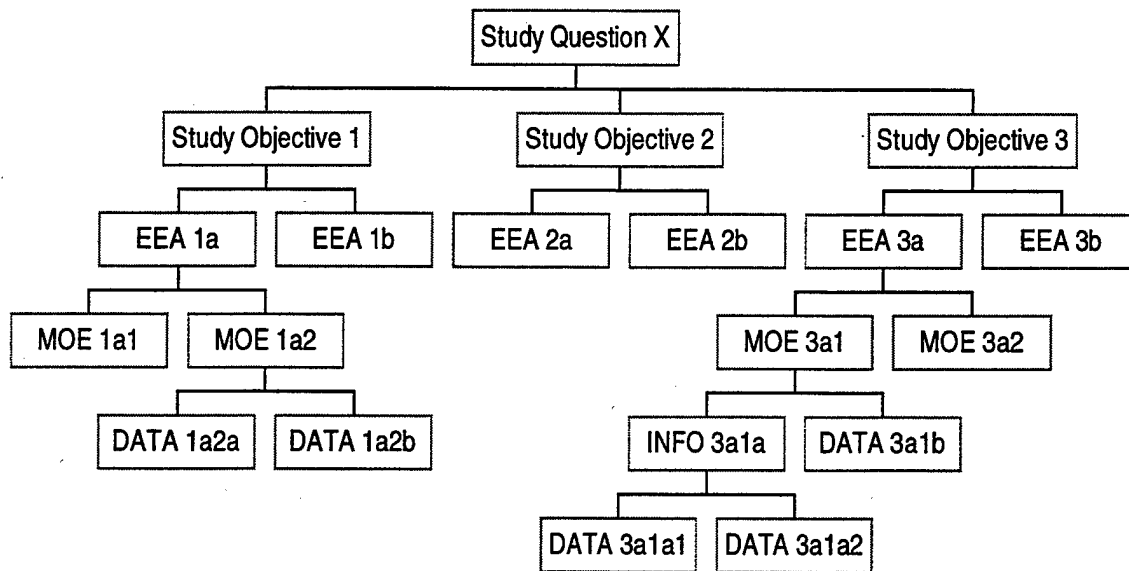 Study Question X
Study Objective 1
Study Objective 2
Study Objective 3
EEA 1a
EEA 1b
EEA 2a
EEA 2b
EEA 3a
EEA 3b
MOE 1a1
MOE 1a2
MOE 3a1
MOE 3a2
DATA 1a2a
DATA 1a2b
INFO 3a1a
DATA 3a1b
DATA 3a1a1
DATA 3a1a2